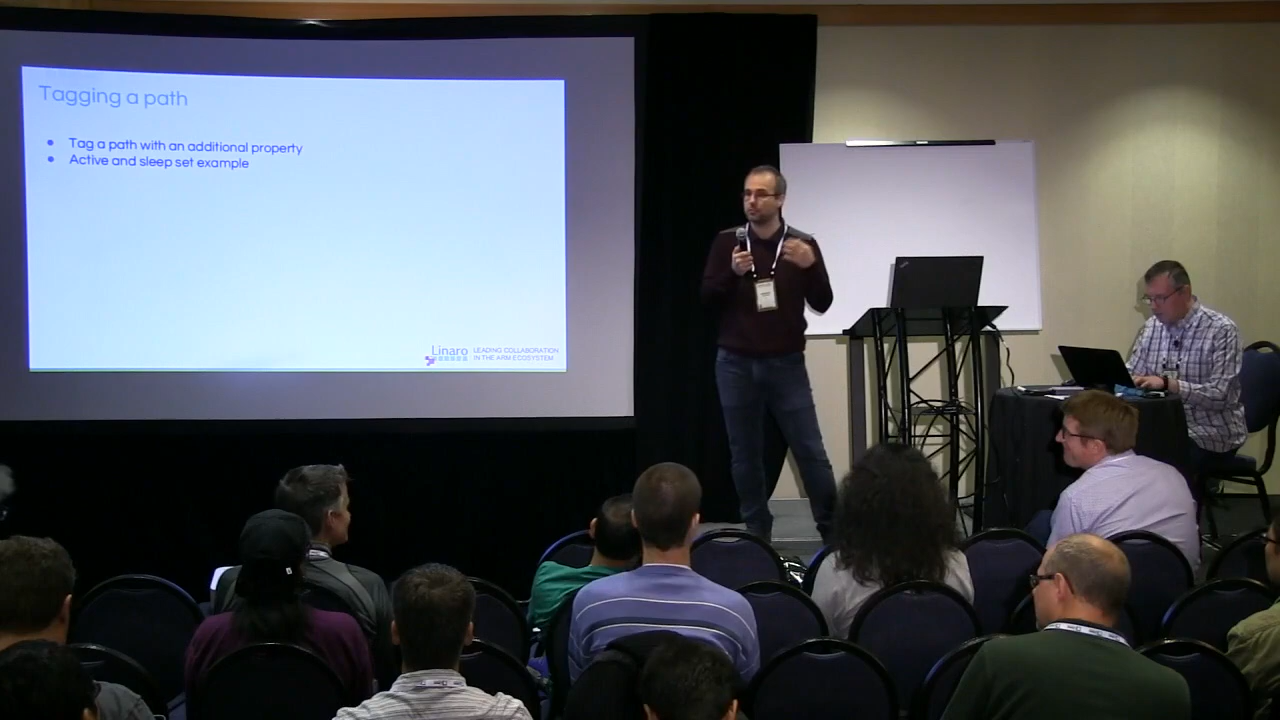 Tagging a path
Tag a path with an additional property
Active and sleep set example
Linaro
LEADING COLLABORATION
IN THE ARM ECOSYSTEM